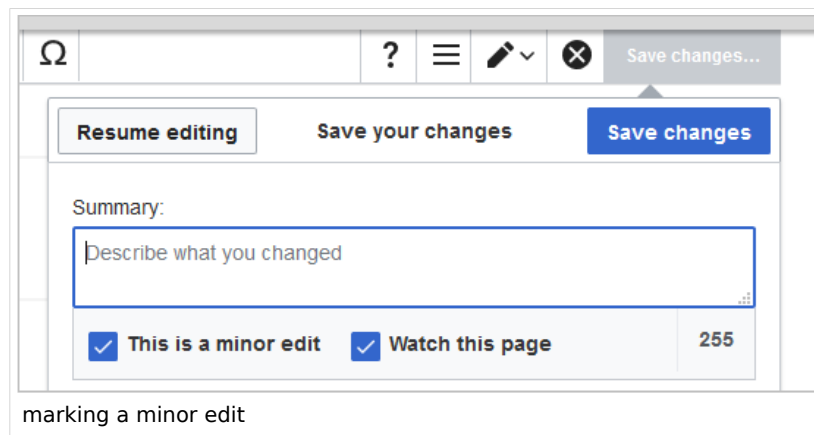 Ω ? Save changes...
Resume editing Save your changes Save changes
Summary:
Describe what you changed
This is a minor edit Watch this page 255
marking a minor edit